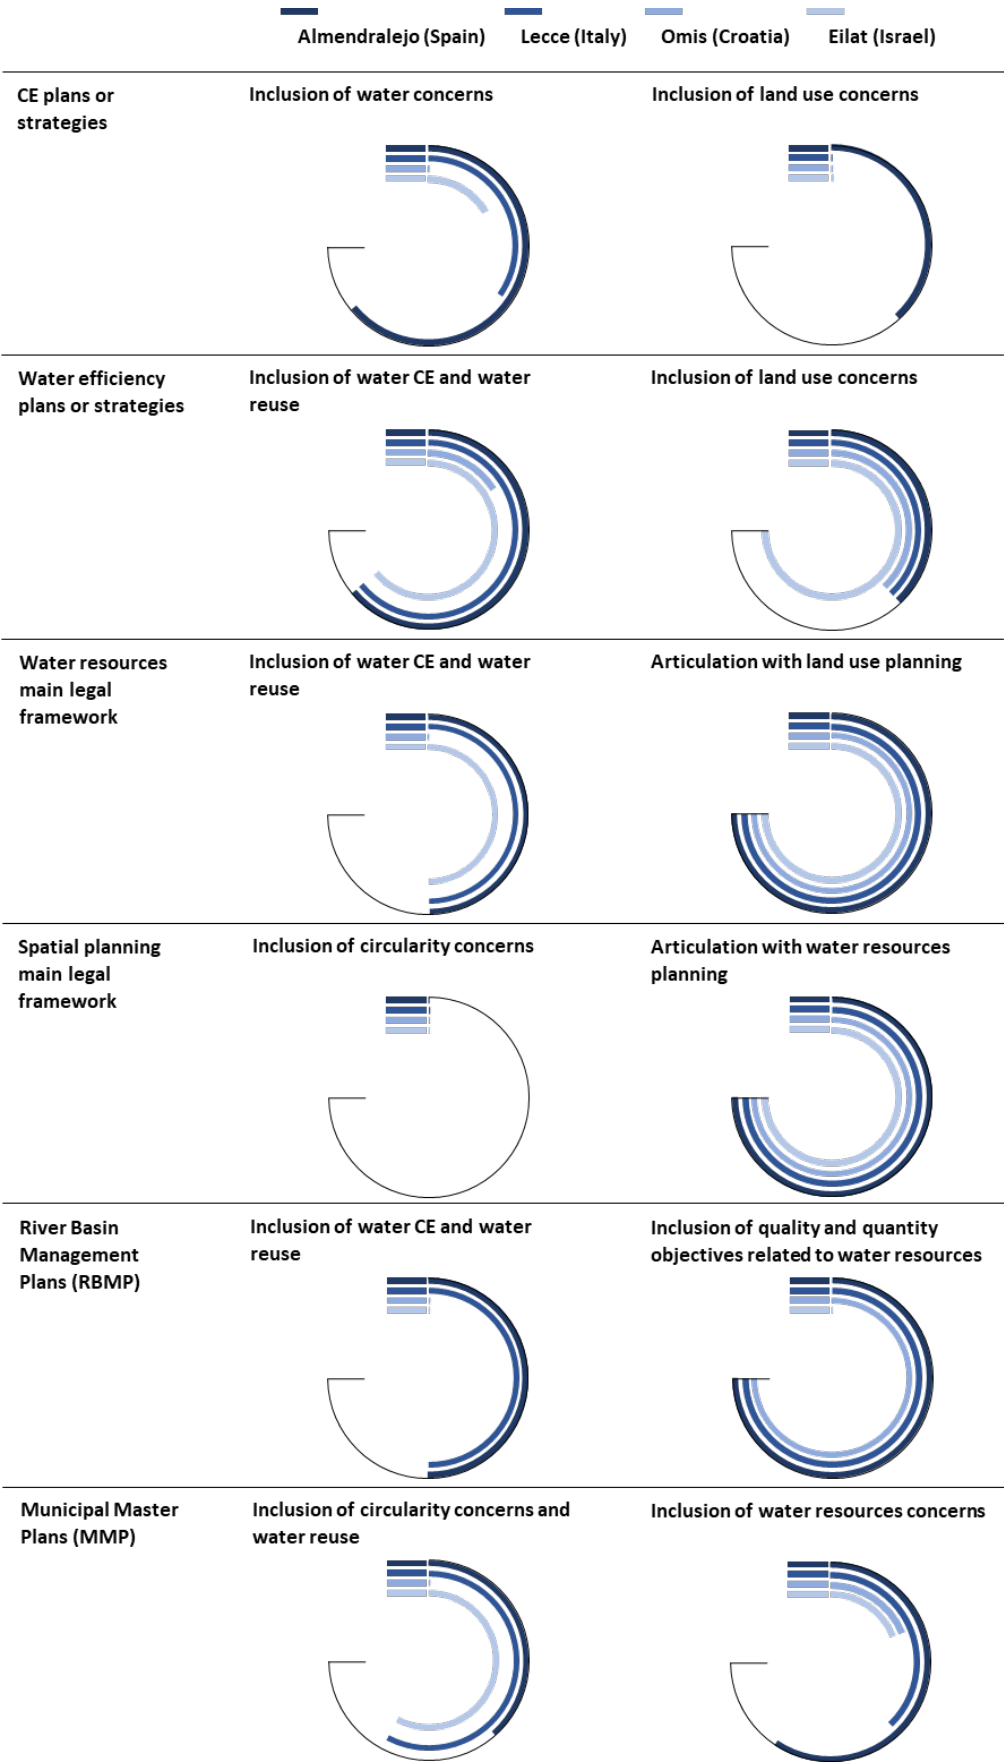 Almendralejo (Spain) Lecce (Italy) Omis (Croatia) Eilat (Israel)
CE plans or
strategies
Inclusion of water concerns
Inclusion of land use concerns
Water efficiency
plans or strategies
Inclusion of water CE and water
reuse
Inclusion of land use concerns
Water resources
main legal
framework
Inclusion of water CE and water
reuse
Articulation with land use planning
Spatial planning
main legal
framework
Inclusion of circularity concerns
Articulation with water resources
planning
River Basin
Management
Plans (RBMP)
Inclusion of water CE and water
reuse
Inclusion of quality and quantity
objectives related to water resources
Municipal Master
Plans (MMP)
Inclusion of circularity concerns and
water reuse
Inclusion of water resources concerns